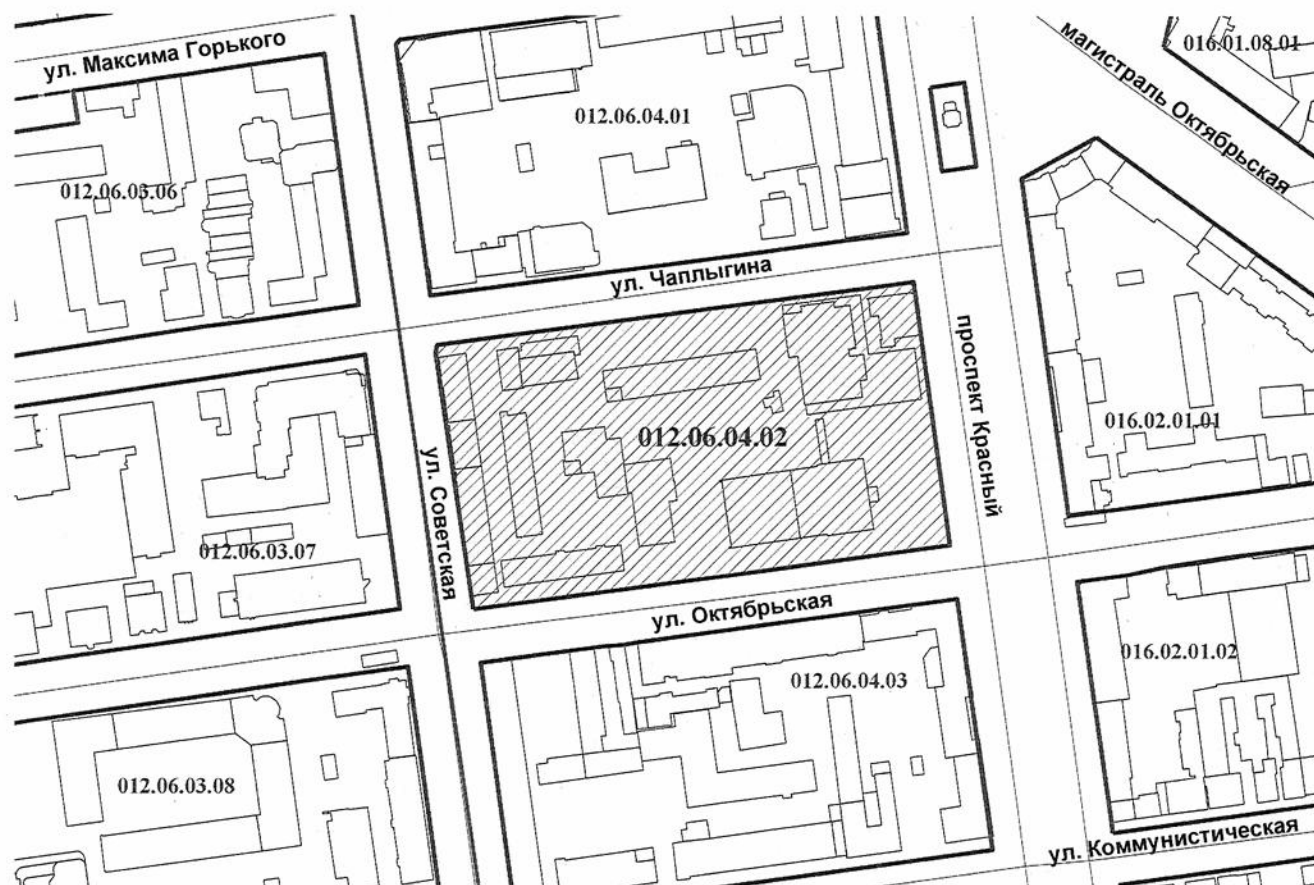 ул. Максима Горького
магистраль Октябрьская
016.01.08.01
012.06.04.01
012.06.03.06
ул. Чаплыгина
проспект Красный
016.02.01.01
012.06.04.02
ул. Советская
012.06.03.07
ул. Октябрьская
016.02.01.02
012.06.04.03
012.06.03.08
ул. Коммунистическая